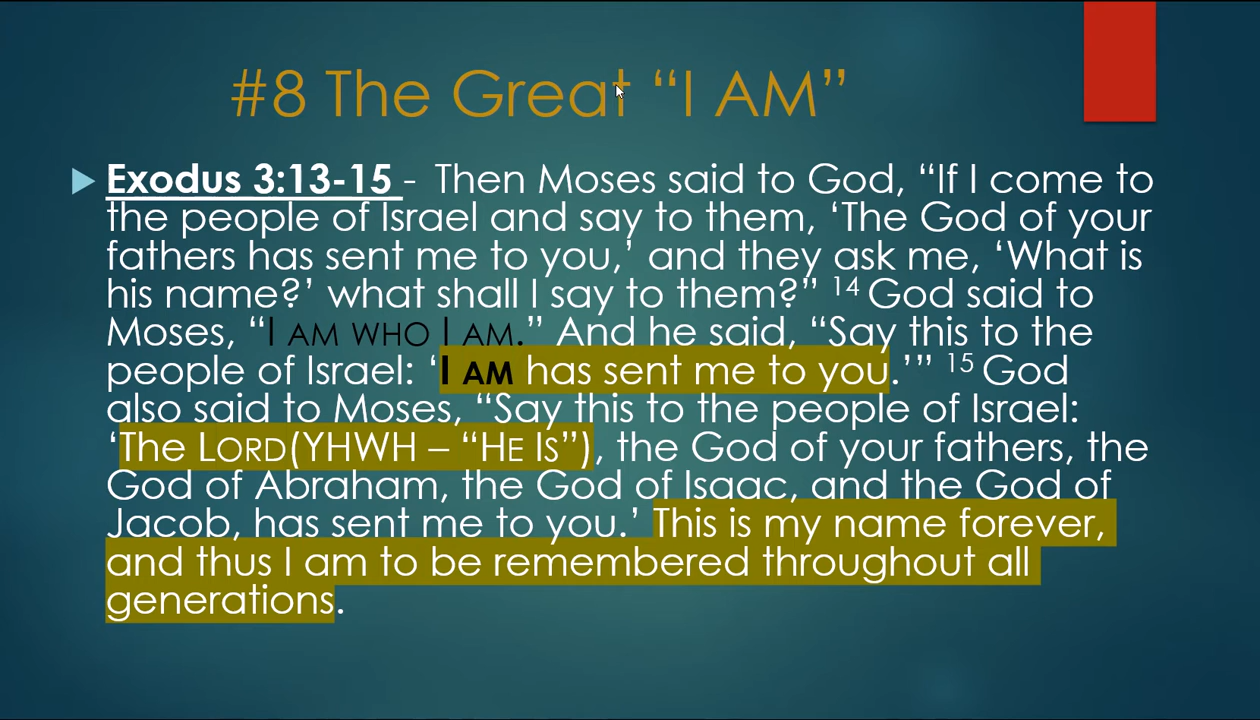 #8 The Great “I AM”
Exodus 3:13-15 - Then Moses said to God, “If I come to
the people of Israel and say to them, ‘The God of your
fathers has sent me to you,’ and they ask me, ‘What is
his name?’ what shall I say to them?” 14 God said to
Moses, “I AM WHO I AM.” And he said, “Say this to the
people of Israel: ‘I AM has sent me to you.’” 15 God
also said to Moses, “Say this to the people of Israel:
‘The LORD(YHWH – “HE IS”), the God of your fathers, the
God of Abraham, the God of Isaac, and the God of
Jacob, has sent me to you.’ This is my name forever,
and thus I am to be remembered throughout all
generations.